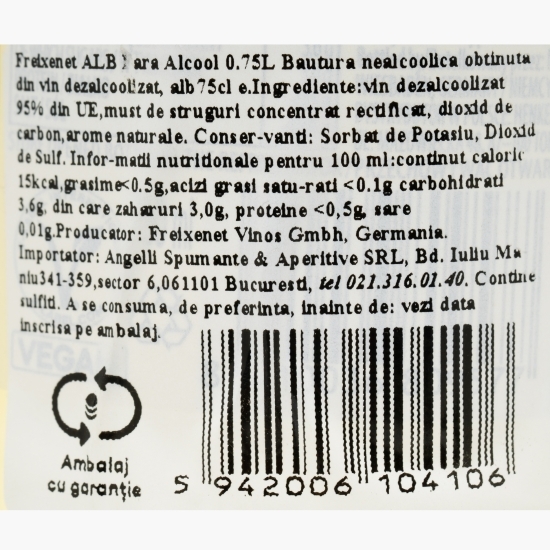 Freixenet ALB Fara Alcool 0.75L Bautura nealcoolica obtinuta
din vin dezalcoolizat, alb 75cl e.Ingrediente:vin dezalcoolizat
95% din UE,must de struguri concentrat rectificat, dioxid de
carbon,arome naturale. Conser-vanti: Sorbat de Potasiu, Dioxid
de Sulf. Infor-matii nutritionale pentru 100 ml:continut caloric
15kcal,grasime<0.5g,acizi grasi satu-rati <0.1g carbohidrati
3,6g, din care zaharuri 3,0g, proteine <0,5g, sare
0,01g.Producator: Freixenet Vinos Gmbh, Germania.
Importator: Angelli Spumante & Aperitive SRL, Bd. Iuliu Ma
niu341-359,sector 6,061101 Bucuresti, tel 021.316.01.40. Contine
sulfiti. A se consuma, de preferinta, inainte de: vezi data
inscrisa pe ambalaj.
VEGA
Ambalaj
cu garanție
5 942006 104106